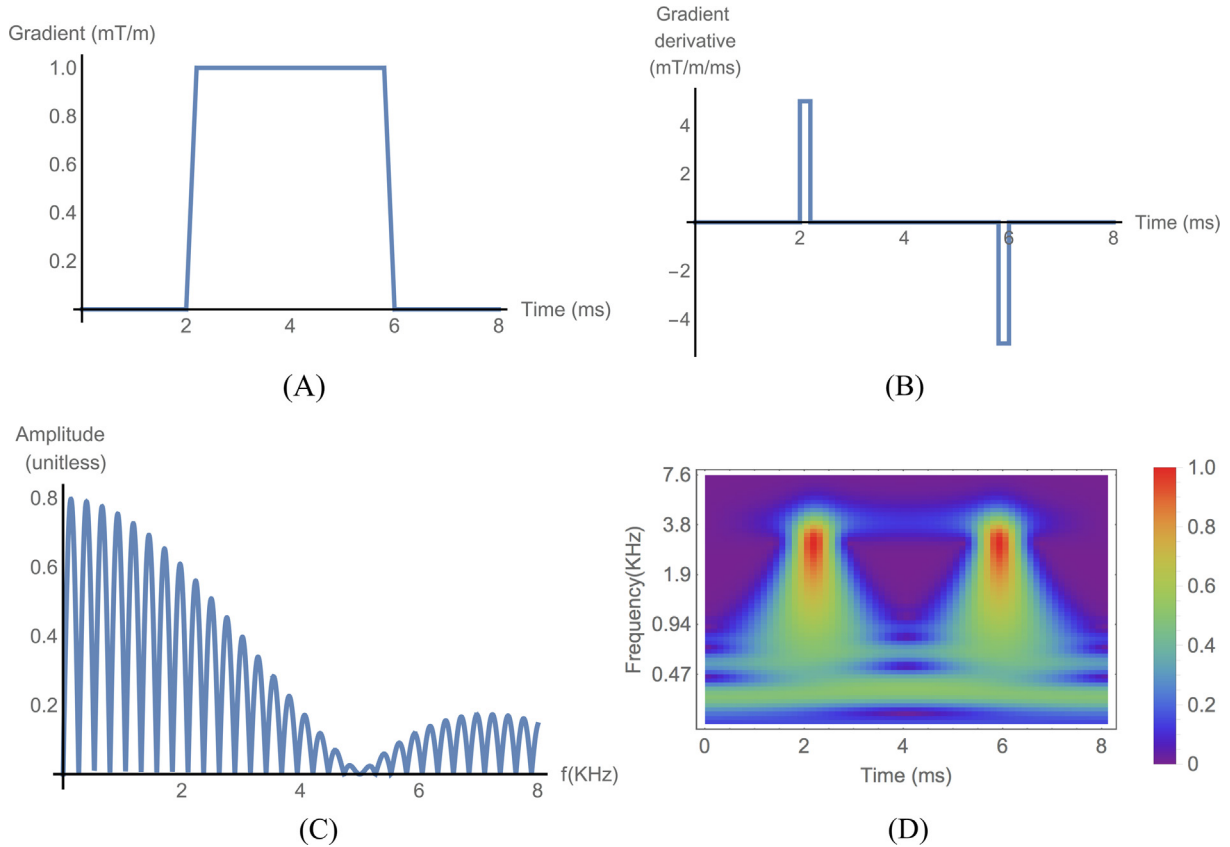 Gradient (mT/m)
1.0
0.8
0.6
0.4
0.2
2 4 6 8
Time (ms)
(A)
Gradient
derivative
(mT/m/ms)
4
2
−2
−4
2 4 6 8
Time (ms)
(B)
Amplitude
(unitless)
0.8
0.6
0.4
0.2
2 4 6 8
f(KHz)
(C)
Frequency(KHz)
7.6
3.8
1.9
0.94
0.47
0 2 4 6 8
Time (ms)
1.0
0.8
0.6
0.4
0.2
0
(D)